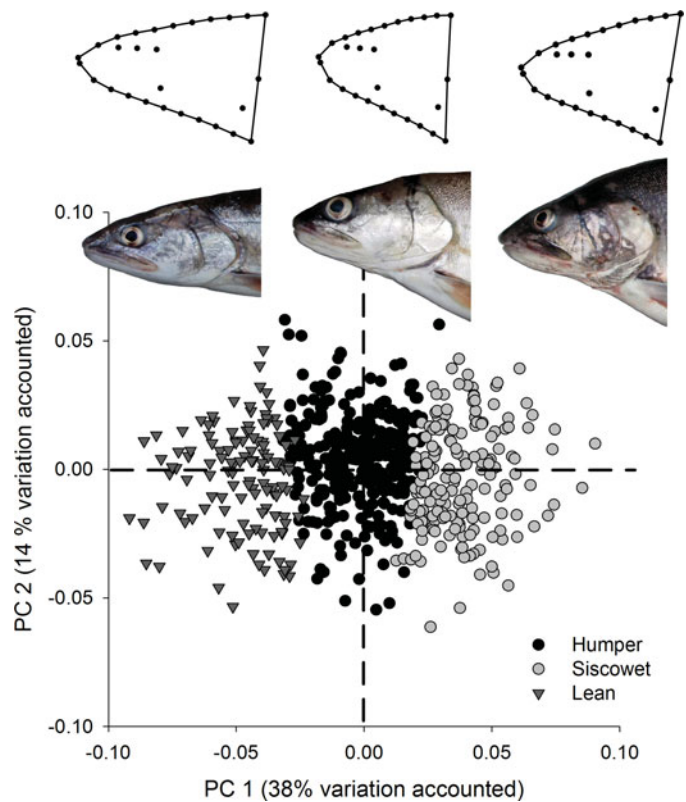 0.10
0.05
0.00
-0.05
-0.10
PC 2 (14 % variation accounted)
Humper
Siscowet
Lean
-0.10 -0.05 0.00 0.05 0.10
PC 1 (38% variation accounted)